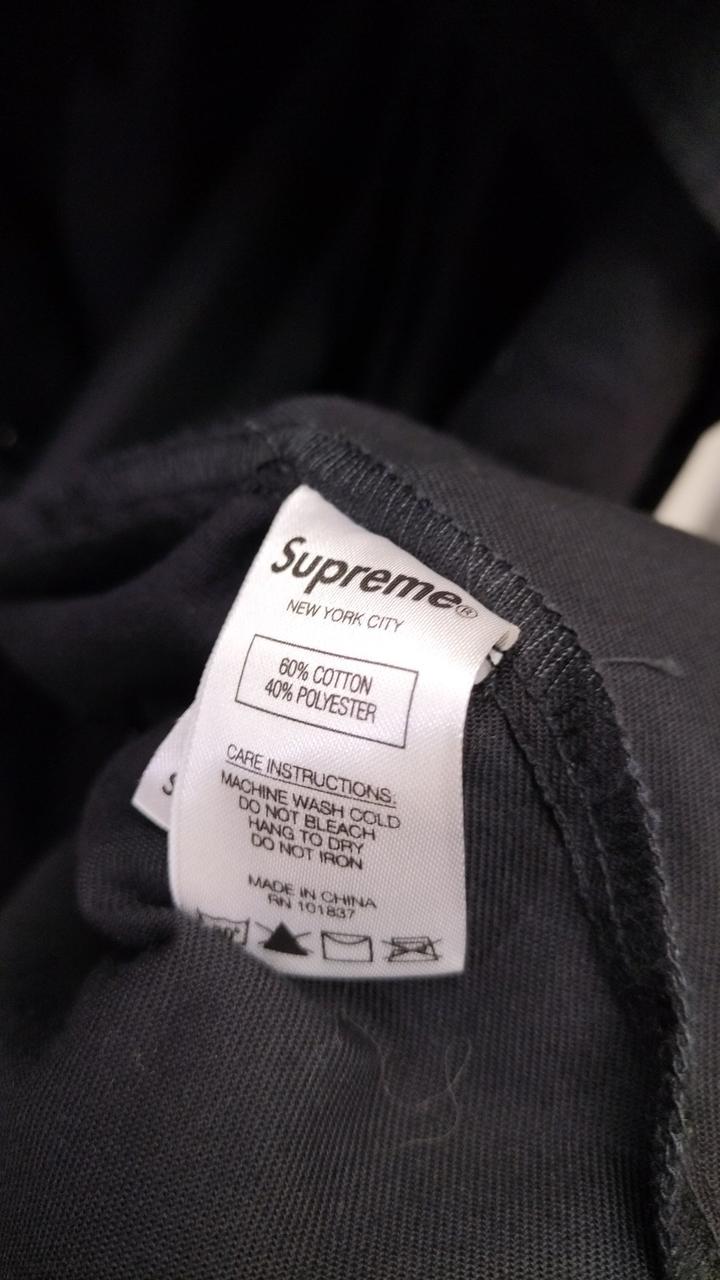 Supreme®
NEW YORK CITY
60% COTTON
40% POLYESTER
CARE INSTRUCTIONS:
MACHINE WASH COLD
DO NOT BLEACH
HANG TO DRY
DO NOT IRON
MADE IN CHINA
RN 101837